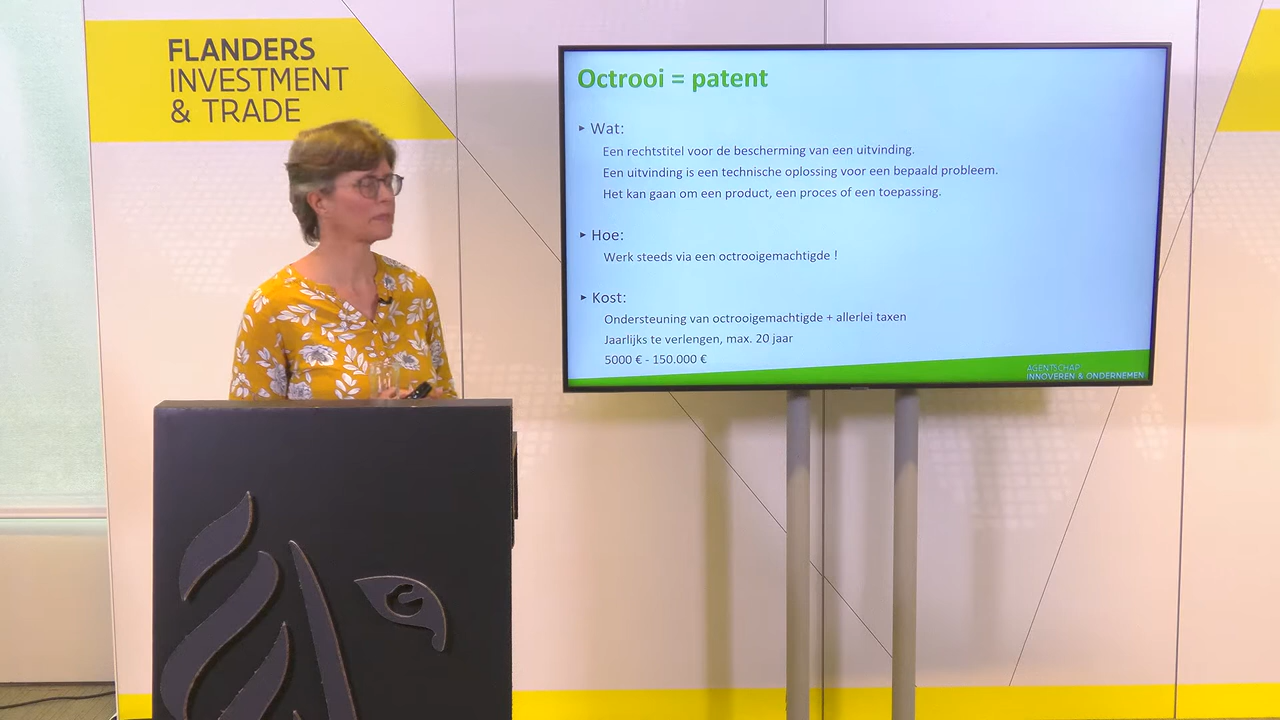 FLANDERS
INVESTMENT
& TRADE
Octrooi = patent
Wat:
Een rechtstitel voor de bescherming van een uitvinding.
Een uitvinding is een technische oplossing voor een bepaald probleem.
Het kan gaan om een product, een proces of een toepassing.
Hoe:
Werk steeds via een octrooigemachtigde !
Kost:
Ondersteuning van octrooigemachtigde + allerlei taxen
Jaarlijks te verlengen, max. 20 jaar
5000 € - 150.000 €
AGENTSCHAP
INNOVEREN & ONDERNEMEN